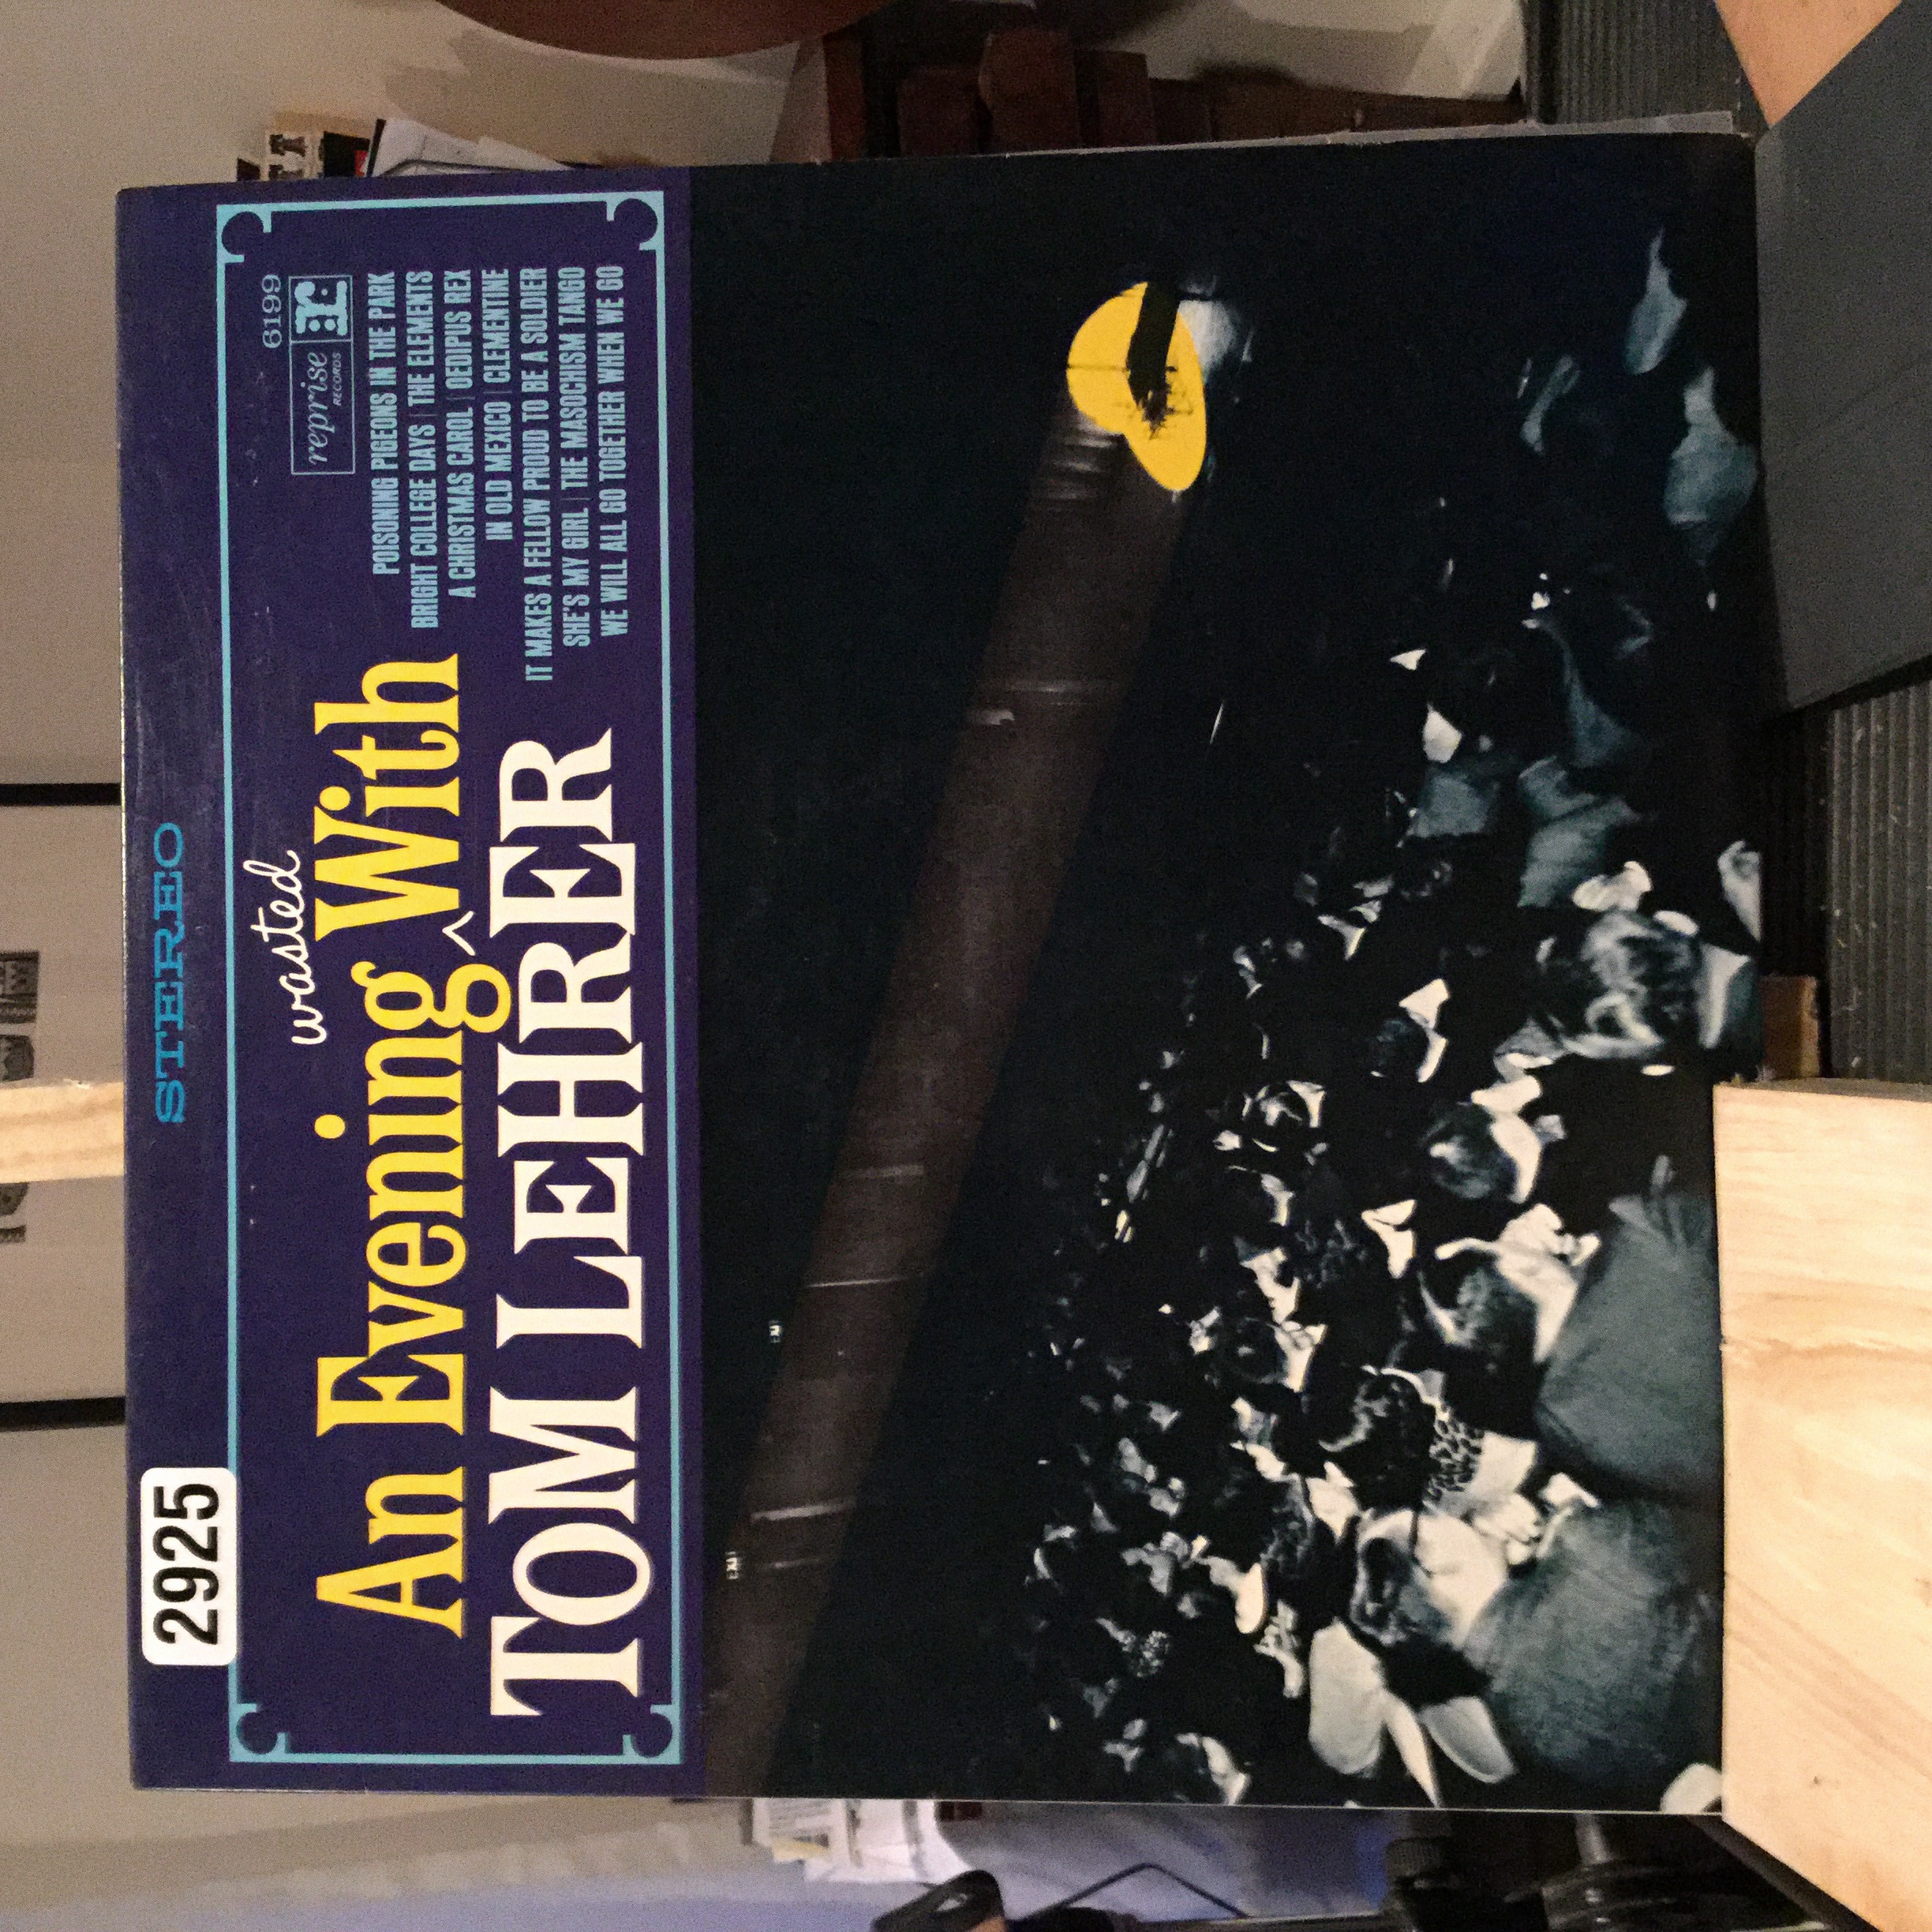 2925
STEREO
6199
reprise
RECORDS
r:
wasted
An Evening With
TOM LEHRER
POISONING PIGEONS IN THE PARK
BRIGHT COLLEGE DAYS | THE ELEMENTS
A CHRISTMAS CAROL | OEDIPUS REX
IN OLD MEXICO | CLEMENTINE
IT MAKES A FELLOW PROUD TO BE A SOLDIER
SHE'S MY GIRL | THE MASOCHISM TANGO
WE WILL ALL GO TOGETHER WHEN WE GO
EXIT
EXIT